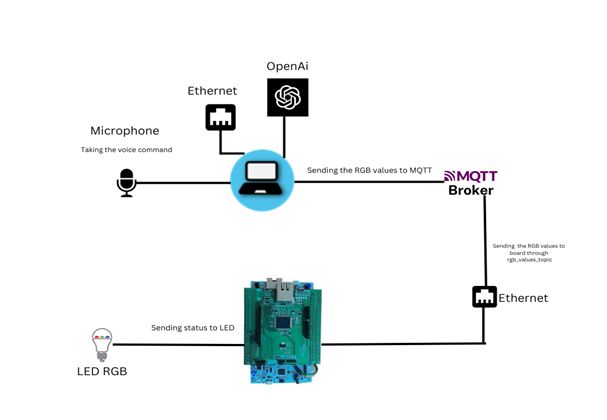 OpenAi
Ethernet
Microphone
Taking the voice command
Sending the RGB values to MQTT
MQTT
Broker
Sending the RGB values to
board through
rgb_values_topic
Ethernet
Sending status to LED
LED RGB